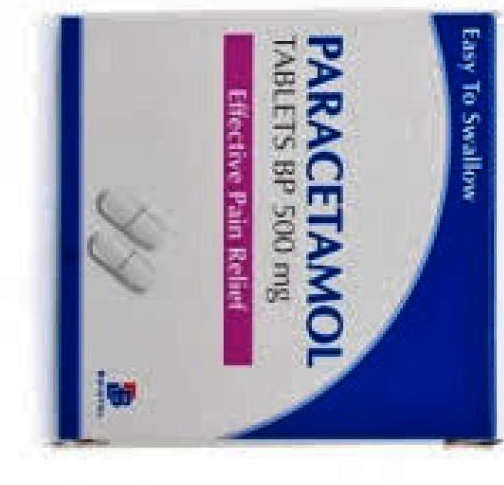 Easy To Swallow
PARACETAMOL
TABLETS BP 500 mg
Effective Pain Relief